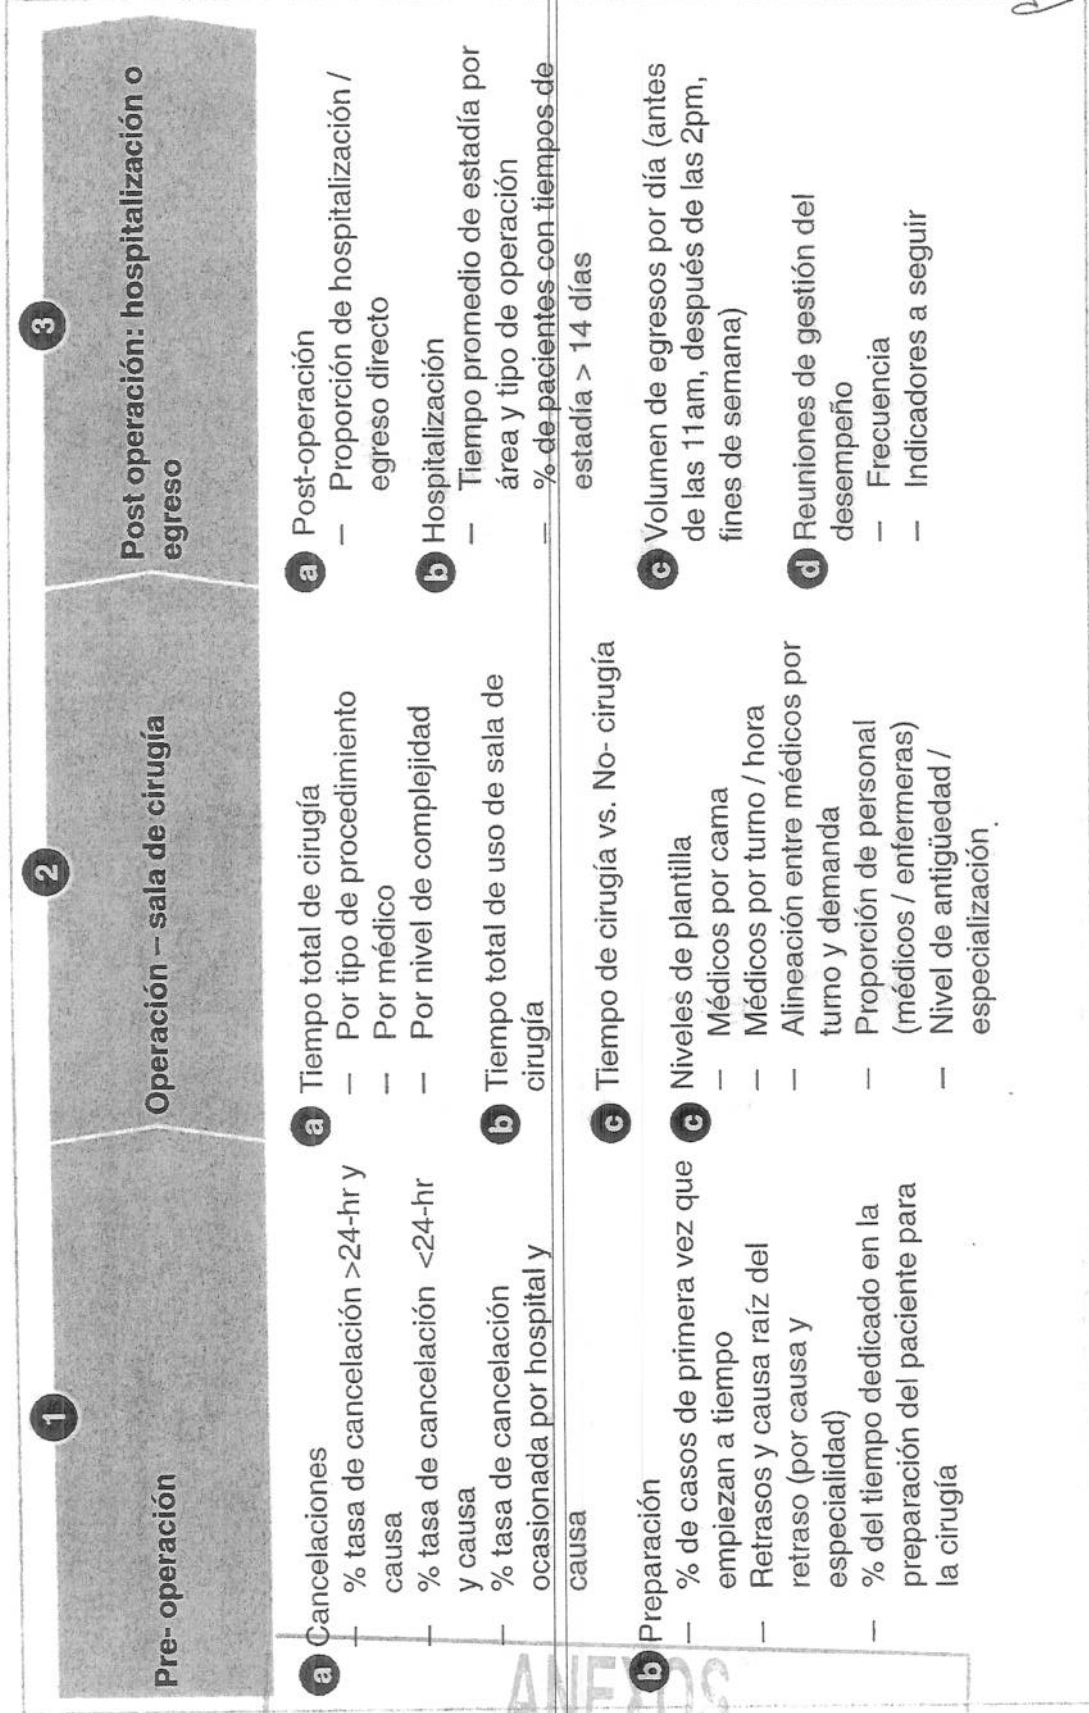 1
Pre- operación
a Cancelaciones
— % tasa de cancelación >24-hr y
causa
— % tasa de cancelación <24-hr
y causa
— % tasa de cancelación
ocasionada por hospital y
causa
b Preparación
— % de casos de primera vez que
empiezan a tiempo
— Retrasos y causa raíz del
retraso (por causa y
especialidad)
— % del tiempo dedicado en la
preparación del paciente para
la cirugía
2
Operación – sala de cirugía
a Tiempo total de cirugía
— Por tipo de procedimiento
— Por médico
— Por nivel de complejidad
b Tiempo total de uso de sala de
cirugía
c Tiempo de cirugía vs. No- cirugía
c Niveles de plantilla
— Médicos por cama
— Médicos por turno / hora
— Alineación entre médicos por
turno y demanda
— Proporción de personal
(médicos / enfermeras)
— Nivel de antigüedad /
especialización
3
Post operación: hospitalización o
egreso
a Post-operación
— Proporción de hospitalización /
egreso directo
b Hospitalización
— Tiempo promedio de estadía por
área y tipo de operación
— % de pacientes con tiempos de
estadía > 14 días
c Volumen de egresos por día (antes
de las 11am, después de las 2pm,
fines de semana)
d Reuniones de gestión del
desempeño
— Frecuencia
— Indicadores a seguir
ANEXOS